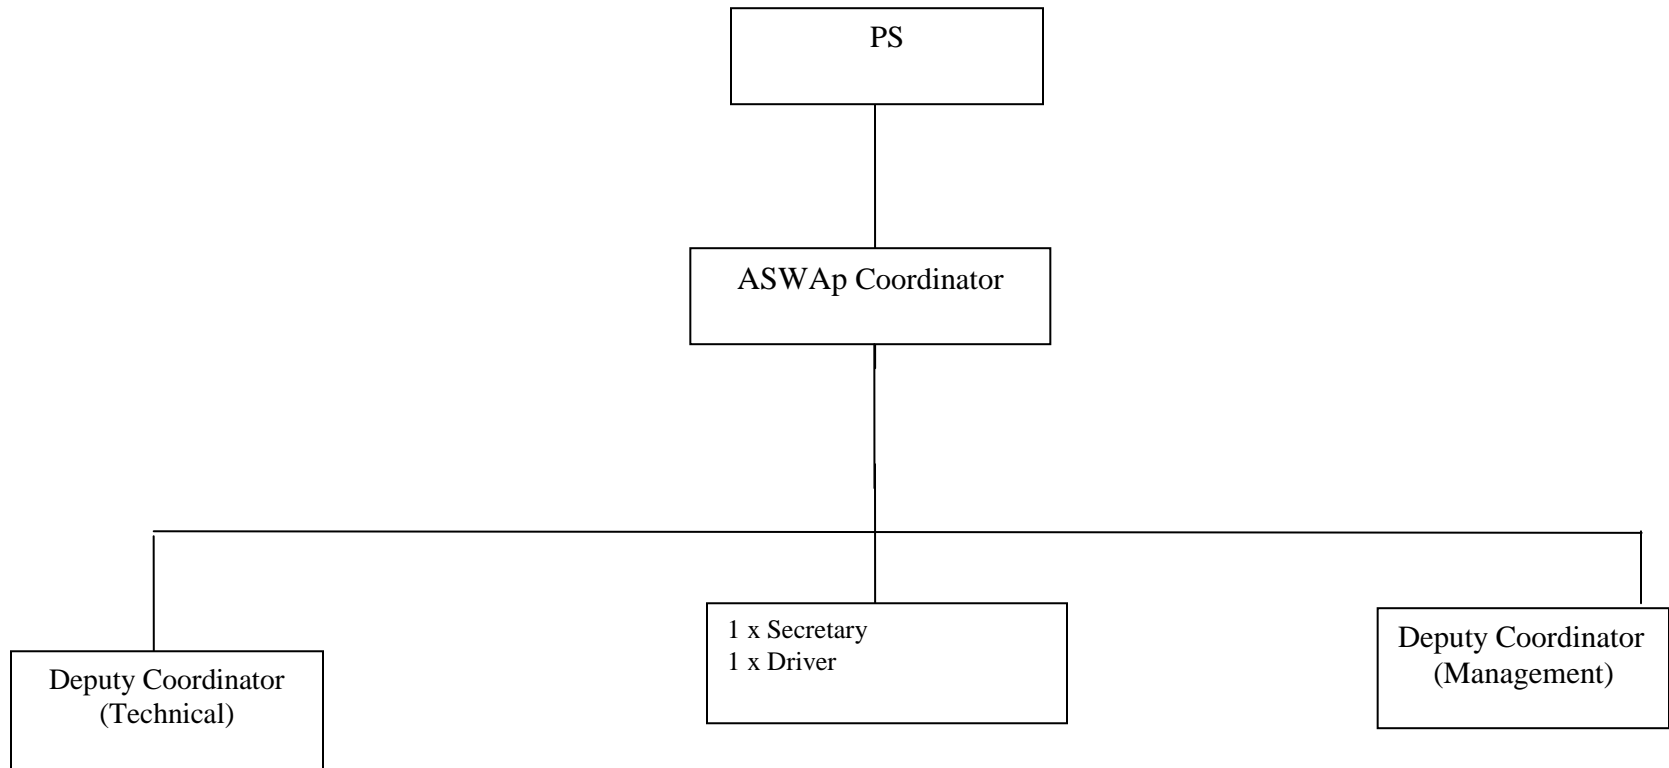 PS
ASWAp Coordinator
1 x Secretary
1 x Driver
Deputy Coordinator
(Management)
Deputy Coordinator
(Technical)